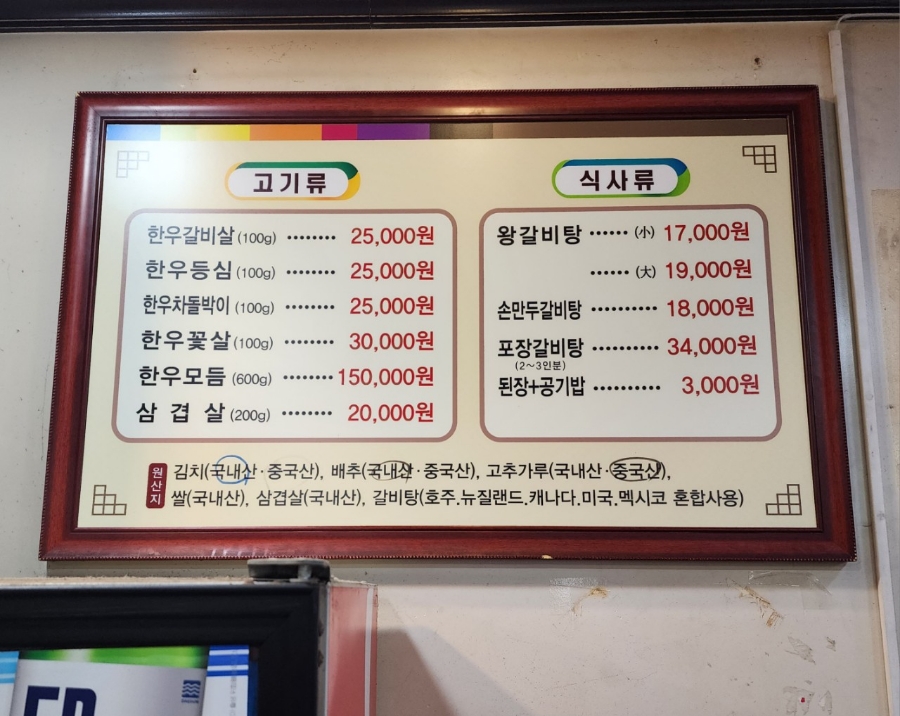 고기류
한우갈비살 (100g) ········ 25,000원
한우등심 (100g) ········ 25,000원
한우차돌박이 (100g) ········ 25,000원
한우꽃살 (100g) ········ 30,000원
한우모듬 (600g) ········ 150,000원
삼 겹 살 (200g) ········ 20,000원
식사류
왕갈비탕 ······ (小) 17,000원
······ (大) 19,000원
손만두갈비탕 ········ 18,000원
포장갈비탕 ·········· 34,000원
(2~3인분)
된장+공기밥 ·········· 3,000원
원산지
김치(국내산·중국산), 배추(국내산·중국산), 고추가루(국내산·중국산),
쌀(국내산), 삼겹살(국내산), 갈비탕(호주.뉴질랜드.캐나다.미국.멕시코 혼합사용)